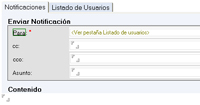 Notificaciones Listado de Usuarios
Enviar Notificación
Para * <Ver pestaña Listado de usuarios>
cc:
cco:
Asunto:
Contenido